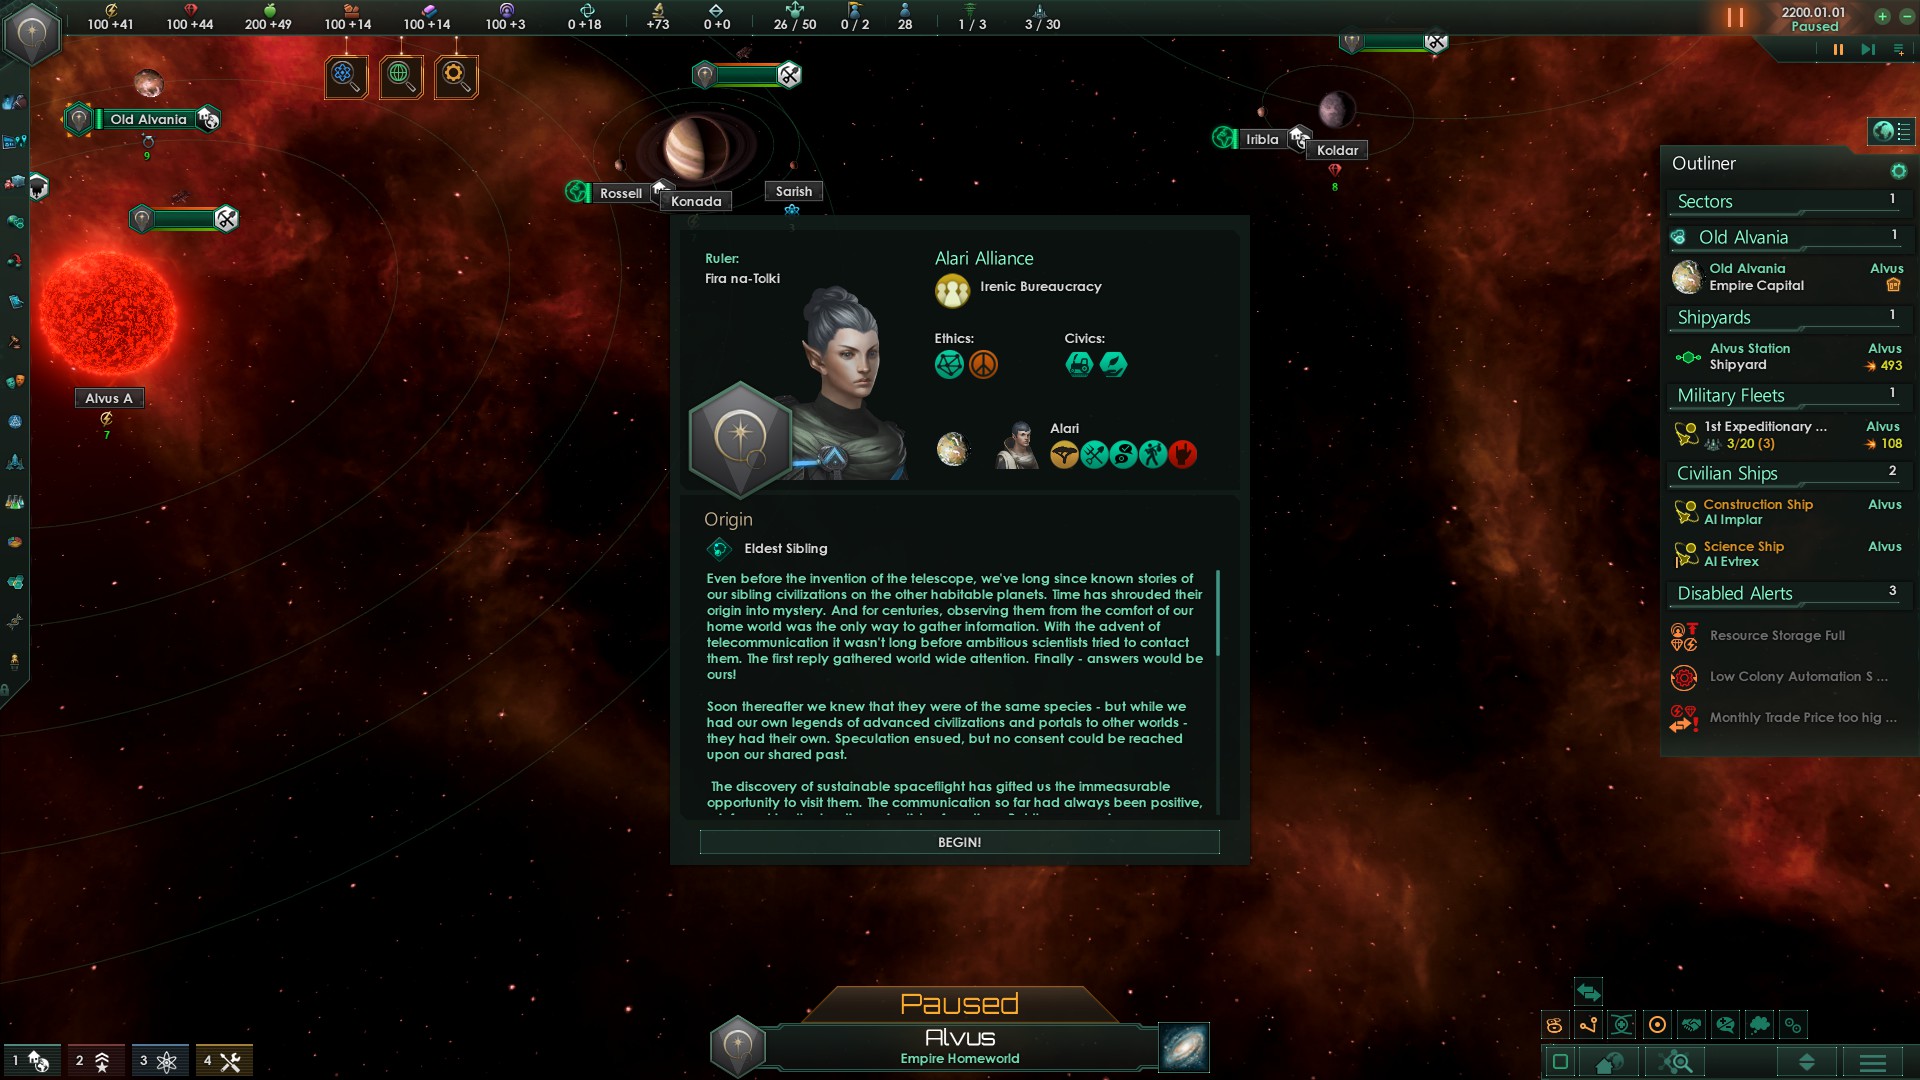 100 +41
100 +44
200 +49
100 +14
100 +14
100 +3
0 +18
+73
0 +0
26 / 50
0 / 2
28
1 / 3
3 / 30
2200.01.01
Paused
Old Alvania
9
Rossell
Konada
Sarish
3
Iribla
Koldar
8
Alvus A
7
Ruler:
Fira na-Tolki
Alari Alliance
Irenic Bureaucracy
Ethics:
Civics:
Alari
Origin
Eldest Sibling
Even before the invention of the telescope, we've long since known stories of
our sibling civilizations on the other habitable planets. Time has shrouded their
origin into mystery. And for centuries, observing them from the comfort of our
home world was the only way to gather information. With the advent of
telecommunication it wasn't long before ambitious scientists tried to contact
them. The first reply gathered world wide attention. Finally - answers would be
ours!
Soon thereafter we knew that they were of the same species - but while we
had our own legends of advanced civilizations and portals to other worlds -
they had their own. Speculation ensued, but no consent could be reached
upon our shared past.
The discovery of sustainable spaceflight has gifted us the immeasurable
opportunity to visit them. The communication so far had always been positive,
BEGIN!
Outliner
Sectors 1
Old Alvania 1
Old Alvania Alvus
Empire Capital
Shipyards 1
Alvus Station Alvus
Shipyard 493
Military Fleets 1
1st Expeditionary ... Alvus
3/20 (3) 108
Civilian Ships 2
Construction Ship Alvus
AI Implar
Science Ship Alvus
AI Evtrex
Disabled Alerts 3
Resource Storage Full
Low Colony Automation S ...
Monthly Trade Price too hig ...
Paused
Alvus
Empire Homeworld
1
2
3
4